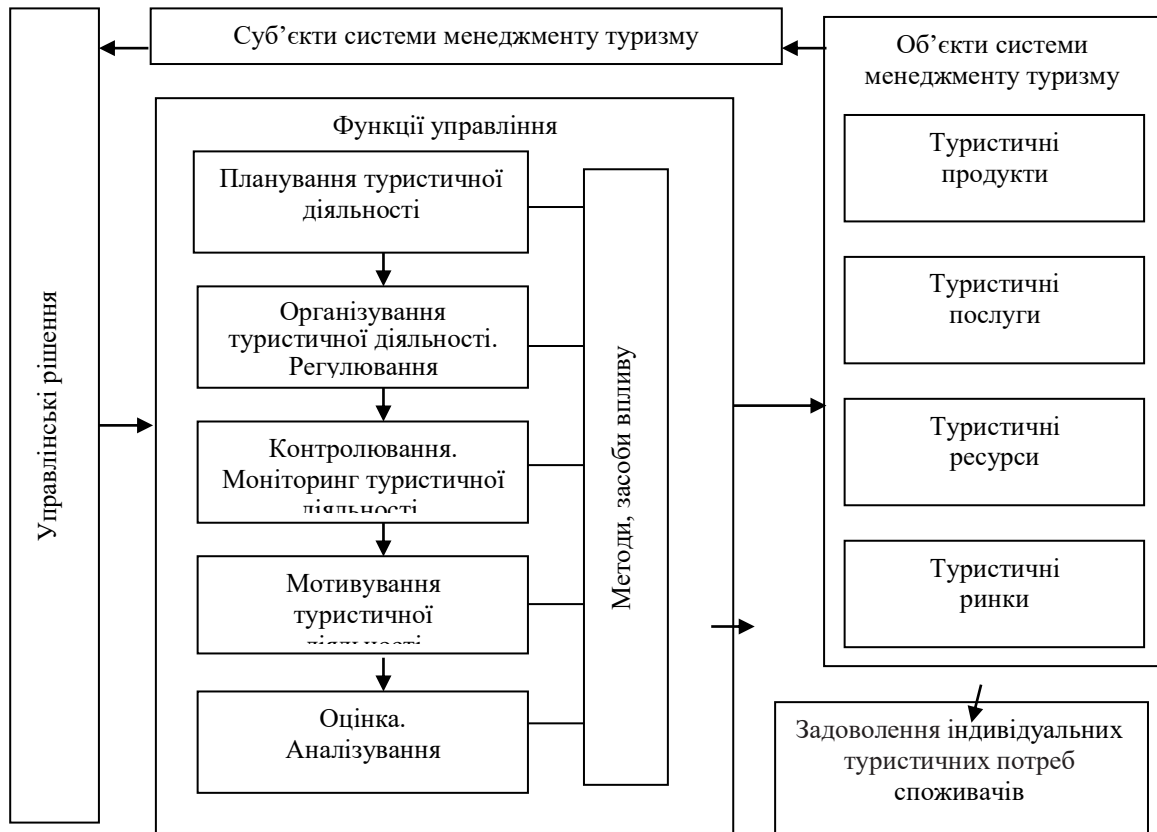 Суб’єкти системи менеджменту туризму
Об’єкти системи
менеджменту туризму
Управлінські рішення
Функції управління
Планування туристичної
діяльності
Організування
туристичної діяльності.
Регулювання
Контролювання.
Моніторинг туристичної
діяльності
Мотивування
туристичної
діяльності
Оцінка.
Аналізування
Методи, засоби впливу
Туристичні
продукти
Туристичні
послуги
Туристичні
ресурси
Туристичні
ринки
Задоволення індивідуальних
туристичних потреб
споживачів